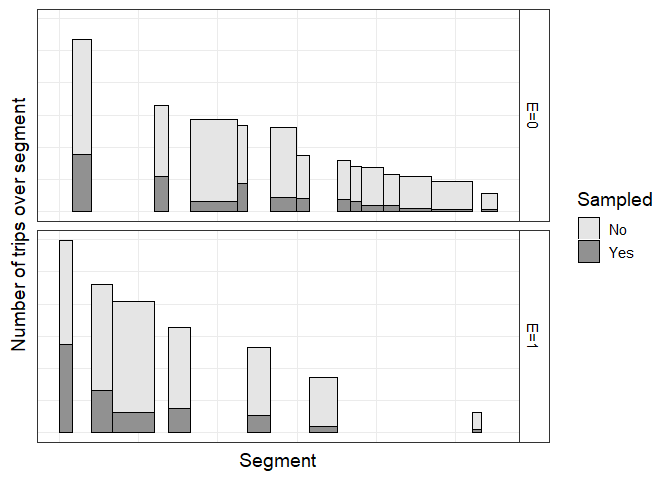 Number of trips over segment
E=0
E=1
Segment
Sampled
No
Yes